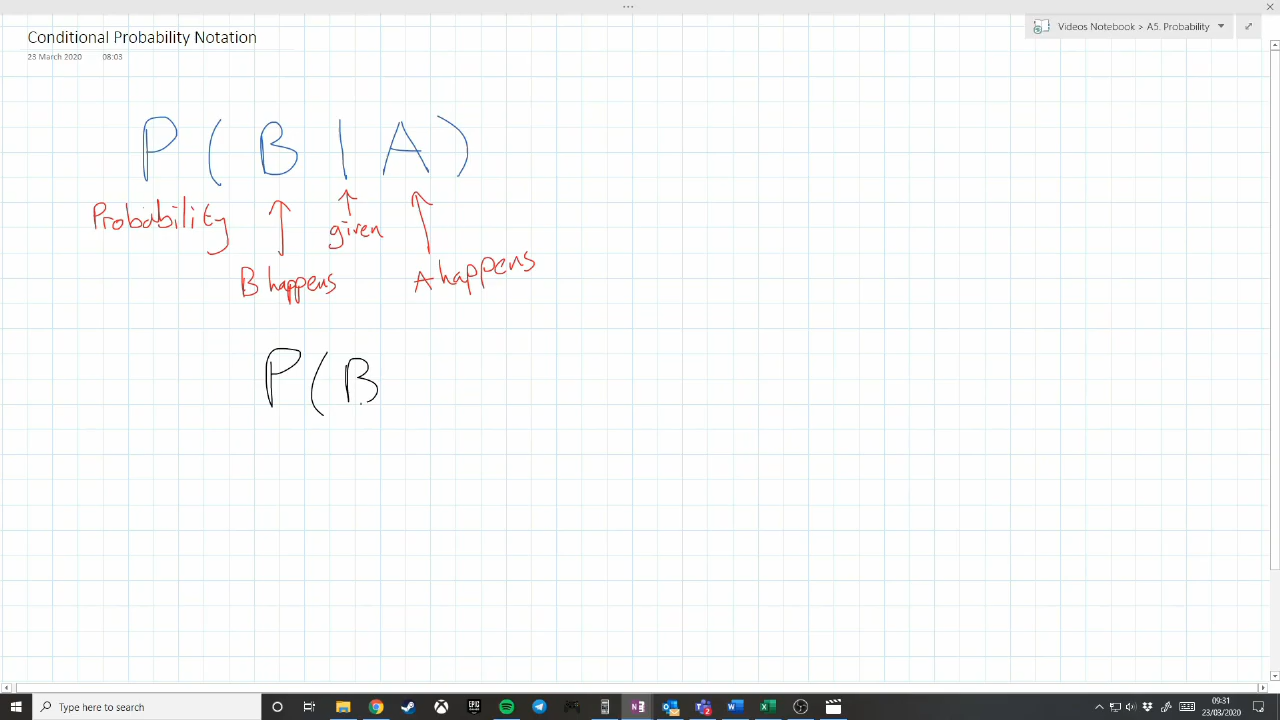 Conditional Probability Notation
23 March 2020 08:03
Videos Notebook > A5. Probability
P ( B | A )
Probability
given
B happens
A happens
P ( B
Type here to search
09:31
23/03/2020